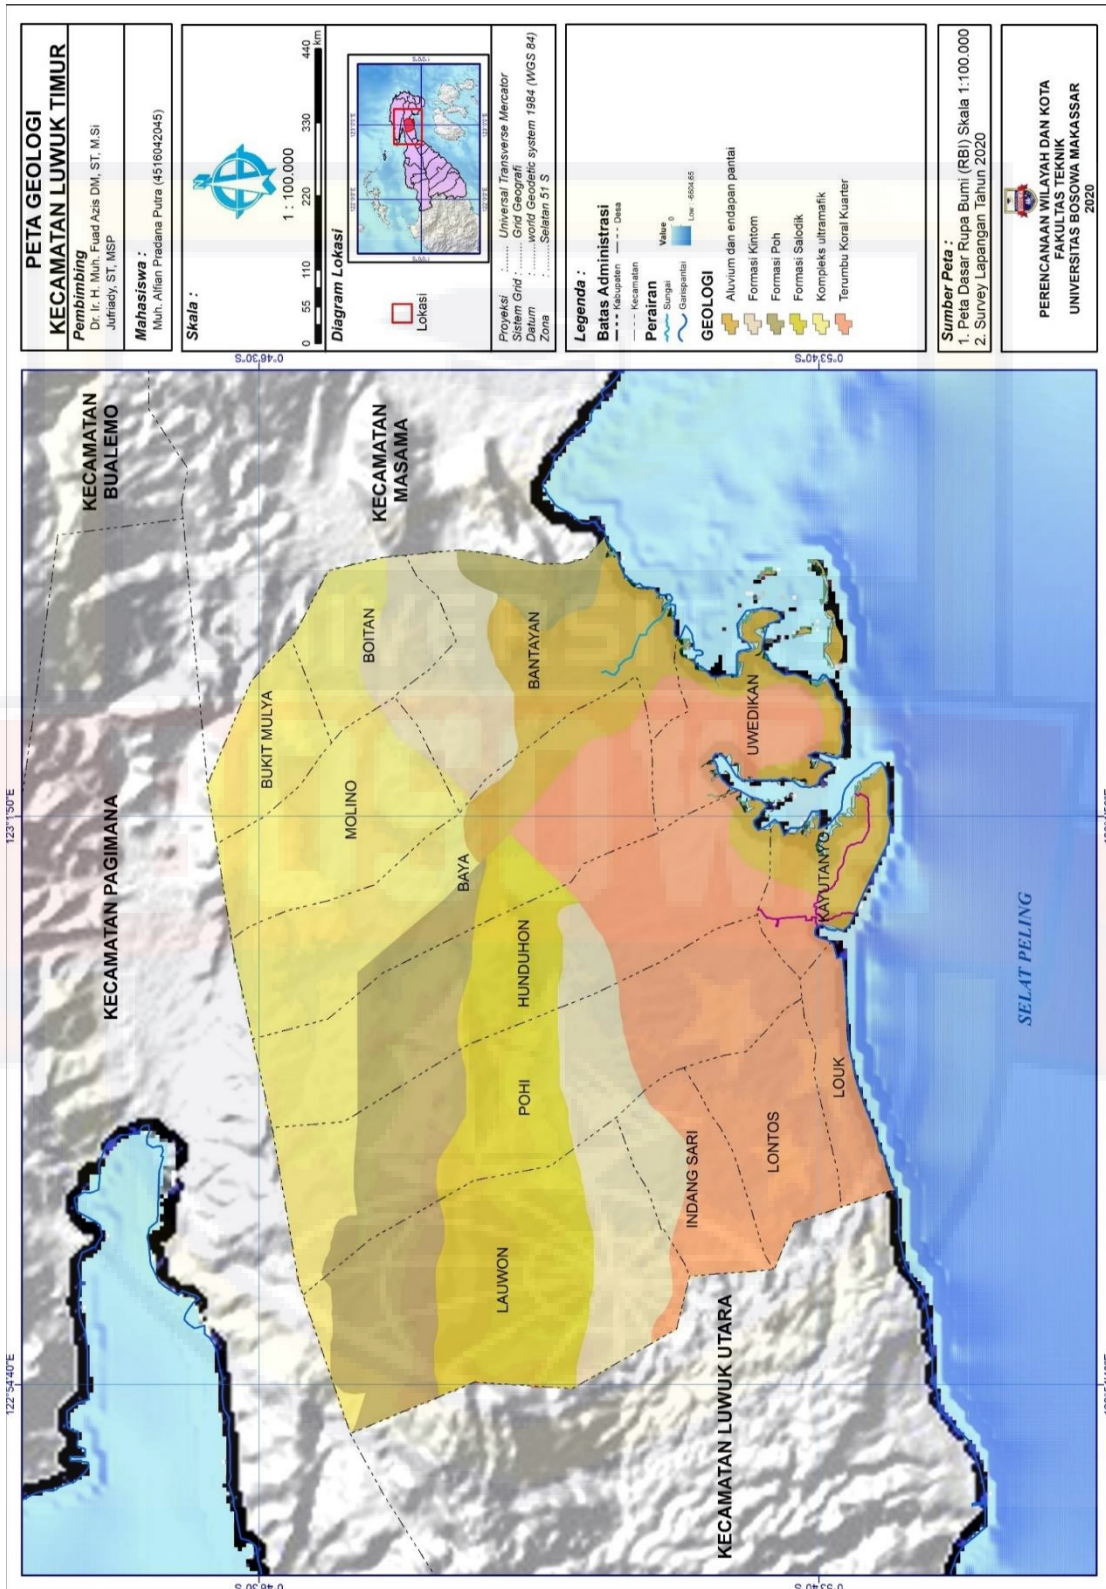 PETA GEOLOGI
KECAMATAN LUWUK TIMUR
Pembimbing
Dr. Ir. H. Muh. Fuad Azis DM, ST, M.Si
Jufriady, ST, MSP
Mahasiswa :
Muh. Alfian Pradana Putra (4516042045)
Skala :
N
1 : 100.000
0 55 110 220 330 440
km
Diagram Lokasi
Lokasi
Proyeksi : ........ Universal Transverse Mercator
Sistem Grid : ........ Grid Geografi
Datum : ........ world Geodetic system 1984 (WGS 84)
Zona : ........ Selatan 51 S
Legenda :
Batas Administrasi
Kabupaten Desa
Kecamatan
Perairan
Sungai
Garispantai
Value
0
Low : -6604.65
GEOLOGI
Aluvium dan endapan pantai
Formasi Kintom
Formasi Poh
Formasi Salodik
Kompleks ultramafik
Terumbu Koral Kuarter
Sumber Peta :
1. Peta Dasar Rupa Bumi (RBI) Skala 1:100.000
2. Survey Lapangan Tahun 2020
PERENCANAAN WILAYAH DAN KOTA
FAKULTAS TEKNIK
UNIVERSITAS BOSOWA MAKASSAR
2020
122°54'40"E
123°1'50"E
0°46'30"S
0°53'40"S
KECAMATAN PAGIMANA
KECAMATAN
BUALEMO
KECAMATAN
MASAMA
KECAMATAN LUWUK UTARA
BUKIT MULYA
BOITAN
MOLINO
BAYA
BANTAYAN
HUNDUHON
POHI
LAUWON
UWEDIKAN
KAYUTANYO
INDANG SARI
LONTOS
LOUK
SELAT PELING